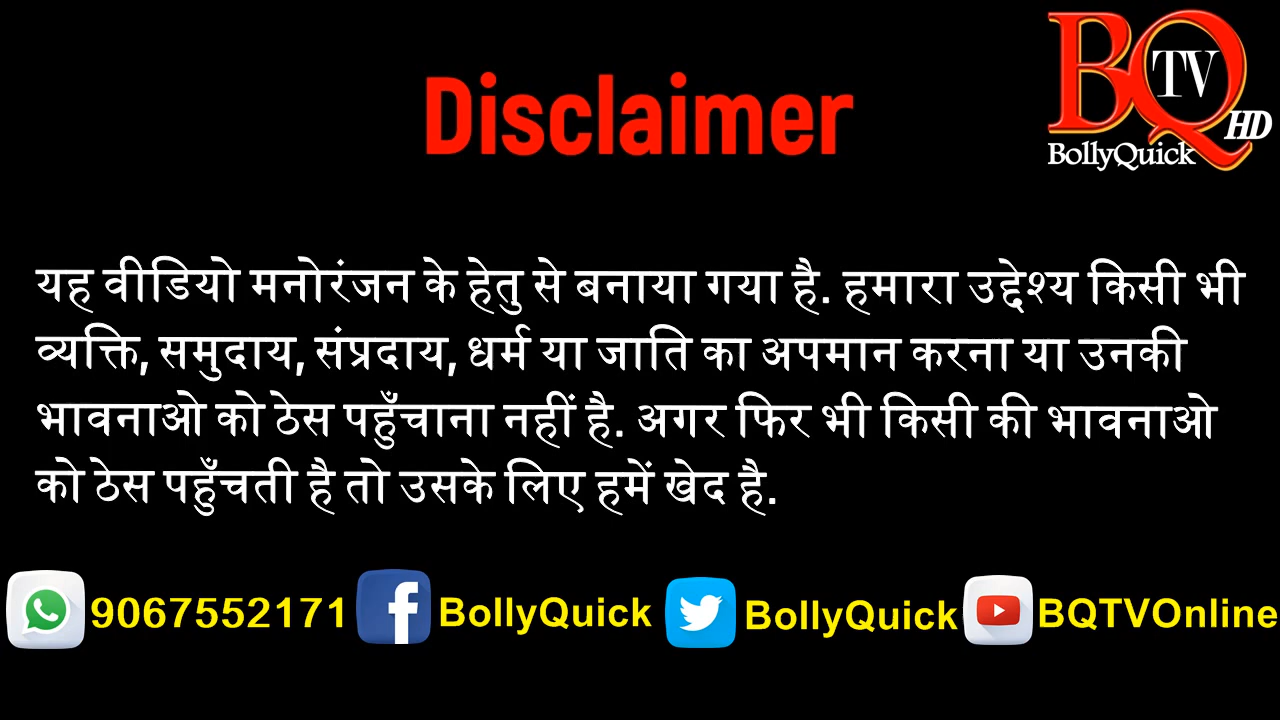 Disclaimer
BQ TV HD
BollyQuick
यह वीडियो मनोरंजन के हेतु से बनाया गया है. हमारा उद्देश्य किसी भी
व्यक्ति, समुदाय, संप्रदाय, धर्म या जाति का अपमान करना या उनकी
भावनाओ को ठेस पहुँचाना नहीं है. अगर फिर भी किसी की भावनाओ
को ठेस पहुँचती है तो उसके लिए हमें खेद है.
9067552171 BollyQuick BollyQuick BQTVOnline